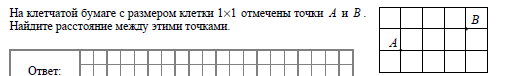 На клетчатой бумаге с размером клетки 1×1 отмечены точки A и B .
Найдите расстояние между этими точками.
B
A
Ответ: